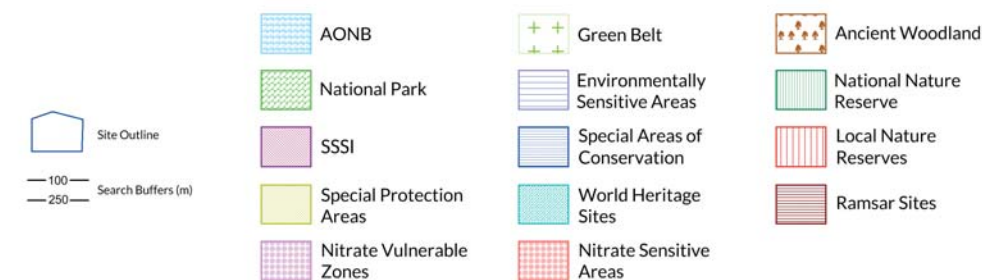 AONB
National Park
Site Outline
SSSI
100
Search Buffers (m)
250
Special Protection
Areas
Nitrate Vulnerable
Zones
Green Belt
Environmentally
Sensitive Areas
Special Areas of
Conservation
World Heritage
Sites
Nitrate Sensitive
Areas
Ancient Woodland
National Nature
Reserve
Local Nature
Reserves
Ramsar Sites